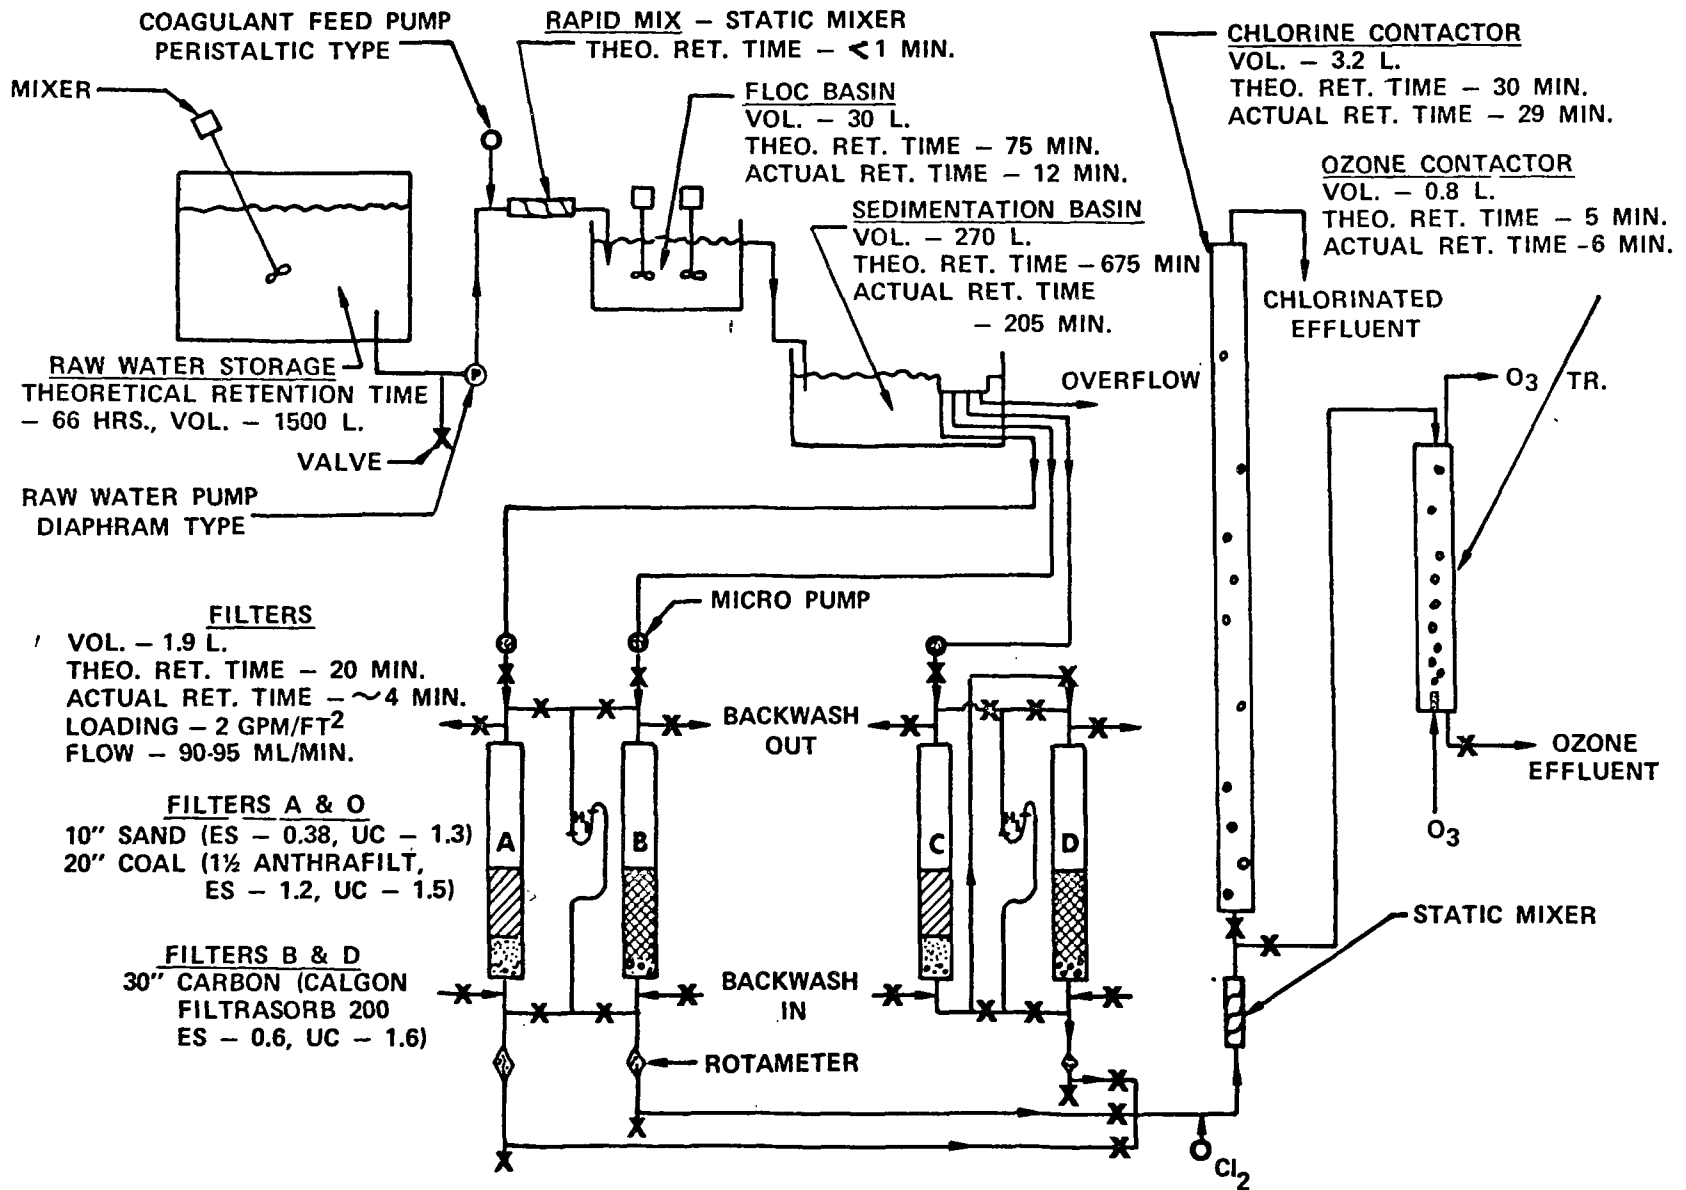 COAGULANT FEED PUMP
PERISTALTIC TYPE
RAPID MIX – STATIC MIXER
THEO. RET. TIME – <1 MIN.
MIXER
FLOC BASIN
VOL. – 30 L.
THEO. RET. TIME – 75 MIN.
ACTUAL RET. TIME – 12 MIN.
CHLORINE CONTACTOR
VOL. – 3.2 L.
THEO. RET. TIME – 30 MIN.
ACTUAL RET. TIME – 29 MIN.
OZONE CONTACTOR
VOL. – 0.8 L.
THEO. RET. TIME – 5 MIN.
ACTUAL RET. TIME -6 MIN.
SEDIMENTATION BASIN
VOL. – 270 L.
THEO. RET. TIME – 675 MIN
ACTUAL RET. TIME
– 205 MIN.
CHLORINATED
EFFLUENT
RAW WATER STORAGE
THEORETICAL RETENTION TIME
– 66 HRS., VOL. – 1500 L.
P
VALVE
RAW WATER PUMP
DIAPHRAM TYPE
OVERFLOW
O3 TR.
MICRO PUMP
FILTERS
VOL. – 1.9 L.
THEO. RET. TIME – 20 MIN.
ACTUAL RET. TIME – ~4 MIN.
LOADING – 2 GPM/FT2
FLOW – 90-95 ML/MIN.
BACKWASH
OUT
OZONE
EFFLUENT
O3
FILTERS A & O
10" SAND (ES – 0.38, UC – 1.3)
20" COAL (1½ ANTHRAFILT,
ES – 1.2, UC – 1.5)
A
B
C
D
STATIC MIXER
FILTERS B & D
30" CARBON (CALGON
FILTRASORB 200
ES – 0.6, UC – 1.6)
BACKWASH
IN
ROTAMETER
Cl2